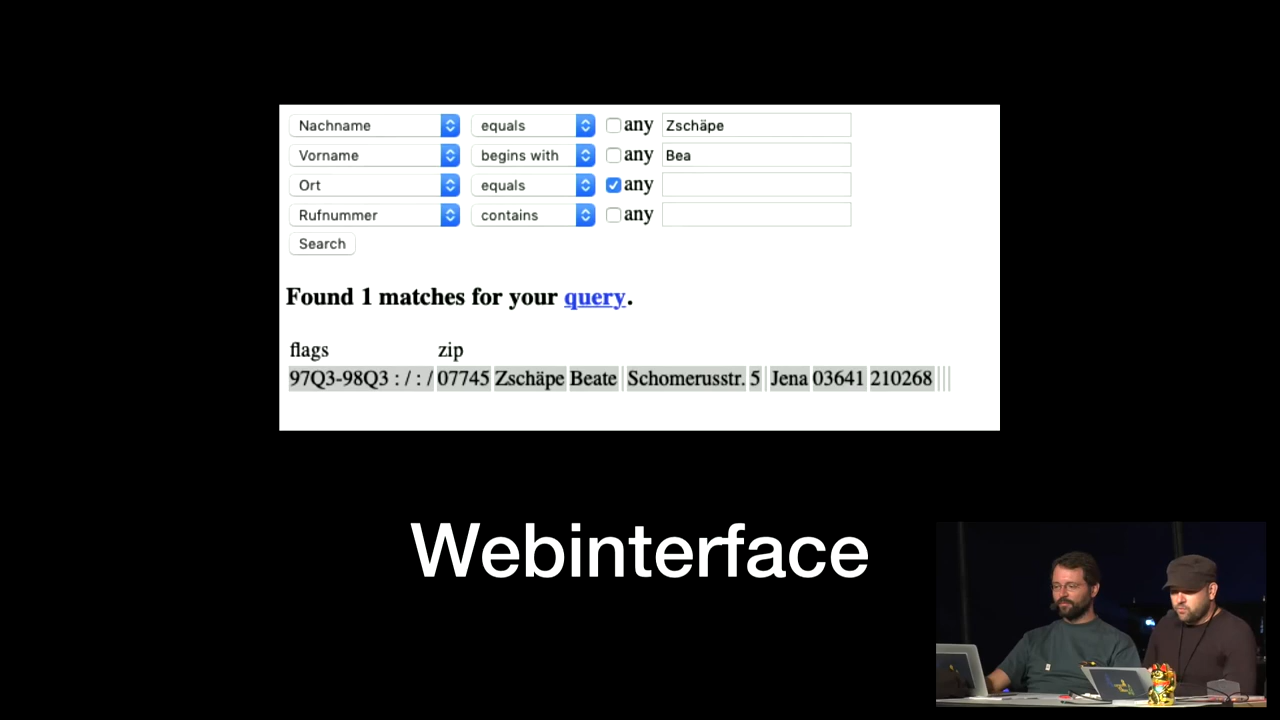 Nachname equals any Zschäpe
Vorname begins with any Bea
Ort equals any
Rufnummer contains any
Search
Found 1 matches for your query.
flags zip
97Q3-98Q3 : / : / 07745 Zschäpe Beate Schomerusstr. 5 Jena 03641 210268
Webinterface